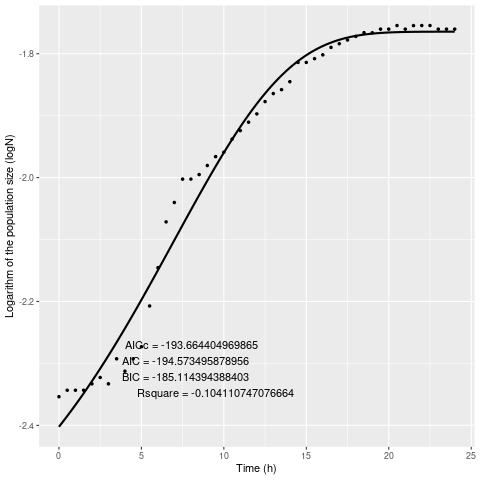 Logarithm of the population size (logN)
-1.8
-2.0
-2.2
-2.4
AICc = -193.664404969865
AIC = -194.573495878956
BIC = -185.114394388403
Rsquare = -0.104110747076664
0 5 10 15 20 25
Time (h)